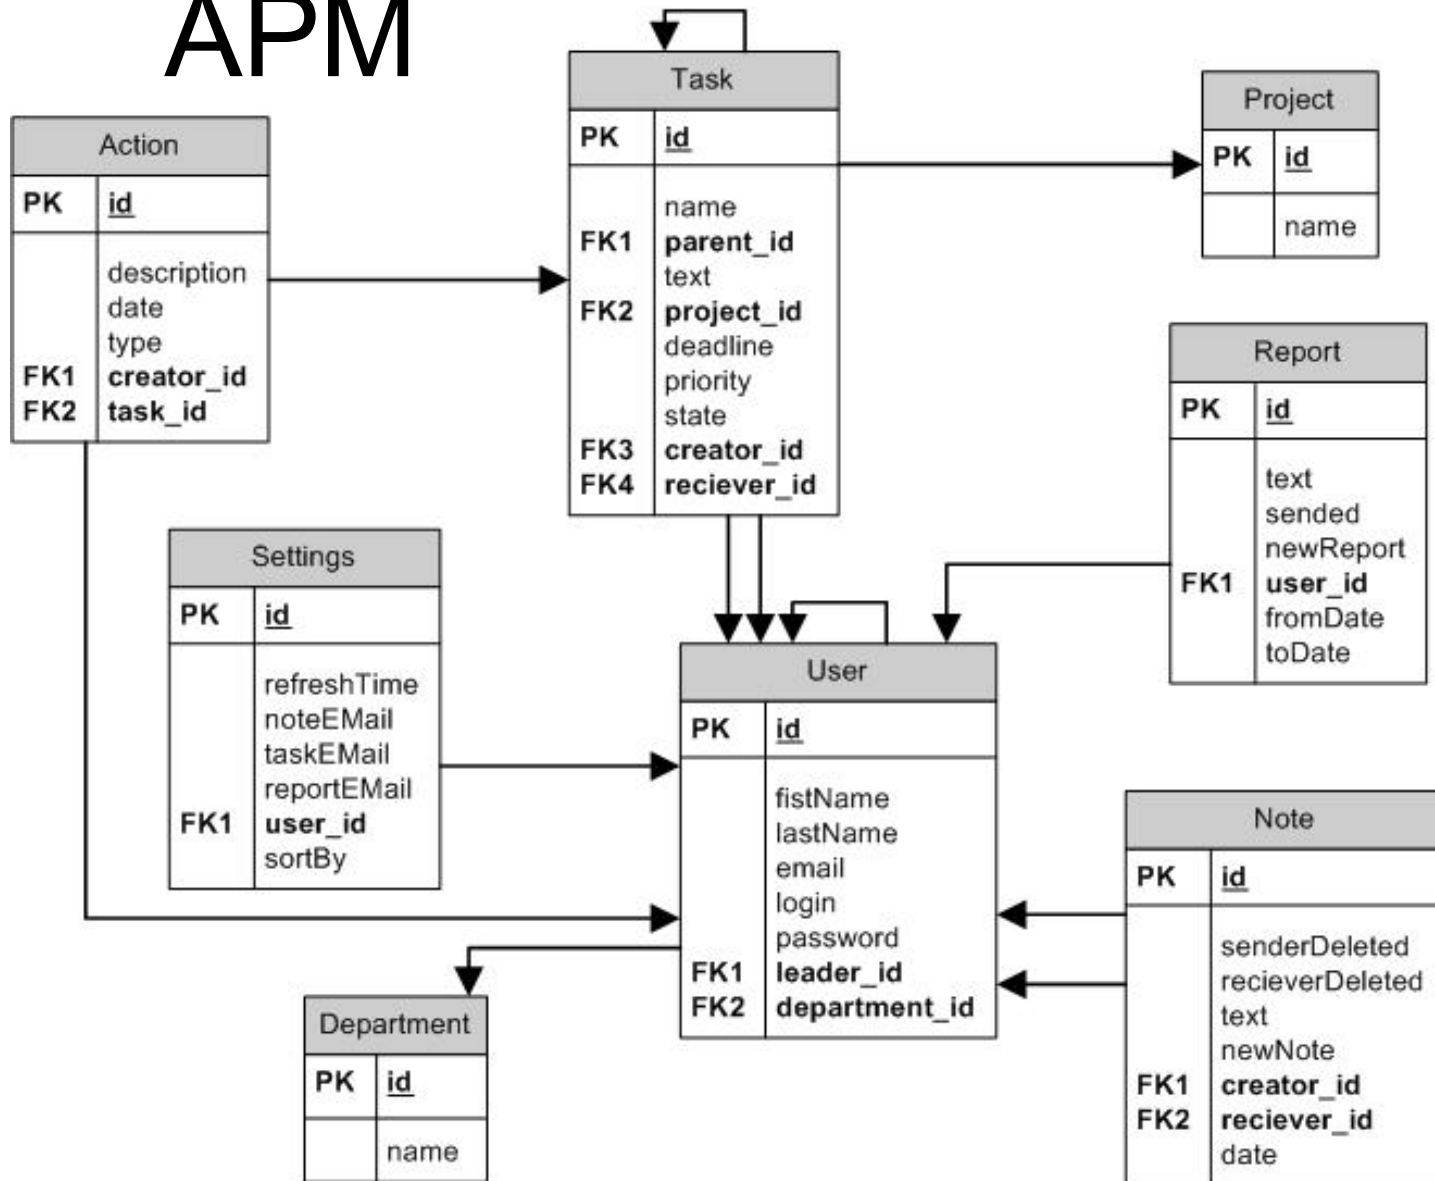 APM
Task
PK id
name
FK1 parent_id
text
FK2 project_id
deadline
priority
state
FK3 creator_id
FK4 reciever_id
Project
PK id
name
Action
PK id
description
date
type
FK1 creator_id
FK2 task_id
Report
PK id
text
sended
newReport
FK1 user_id
fromDate
toDate
Settings
PK id
refreshTime
noteEMail
taskEMail
reportEMail
FK1 user_id
sortBy
User
PK id
fistName
lastName
email
login
password
FK1 leader_id
FK2 department_id
Note
PK id
senderDeleted
recieverDeleted
text
newNote
FK1 creator_id
FK2 reciever_id
date
Department
PK id
name